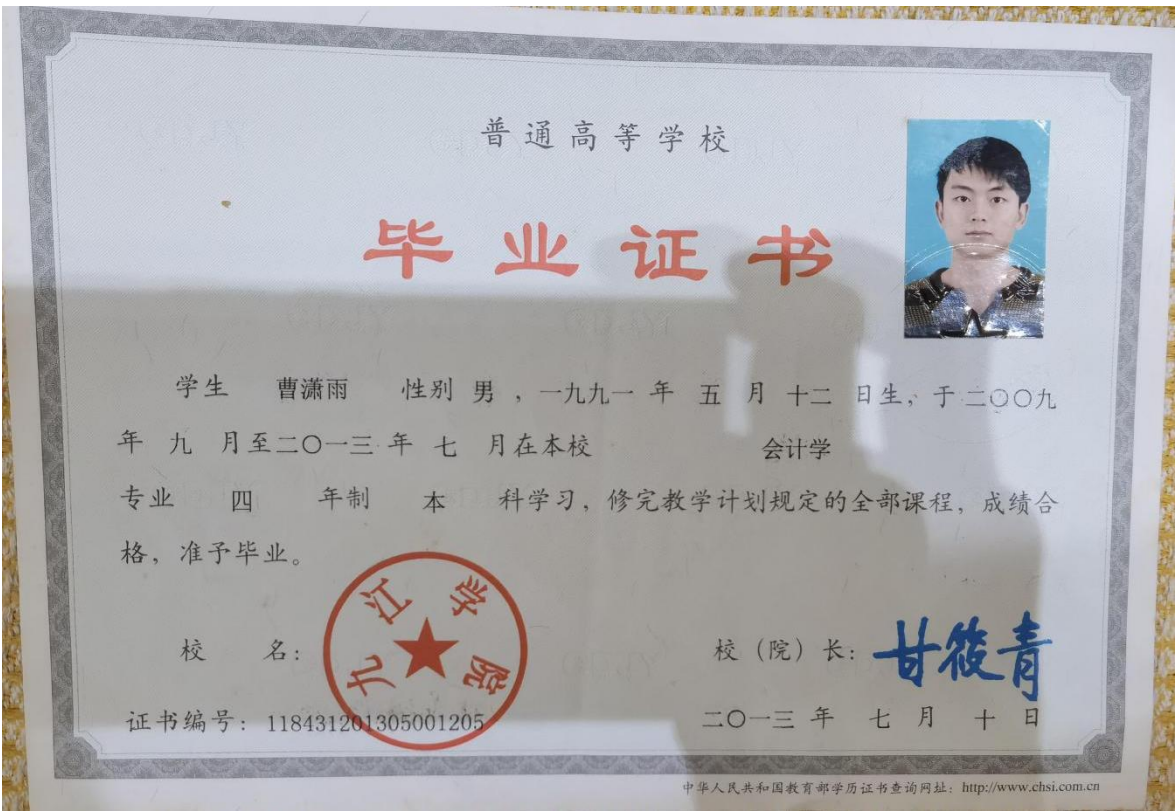 普通高等学校
毕业证书
学生 曹潇雨 性别 男 ，一九九一 年 五 月 十二 日生，于二〇〇九
年 九 月至二〇一三 年 七 月在本校 会计学
专业 四 年制 本 科学习，修完教学计划规定的全部课程，成绩合
格，准予毕业。
九江学院
校 名： 校（院）长：甘筱青
证书编号：118431201305001205 二〇一三 年 七 月 十 日
中华人民共和国教育部学历证书查询网址：http://www.chsi.com.cn